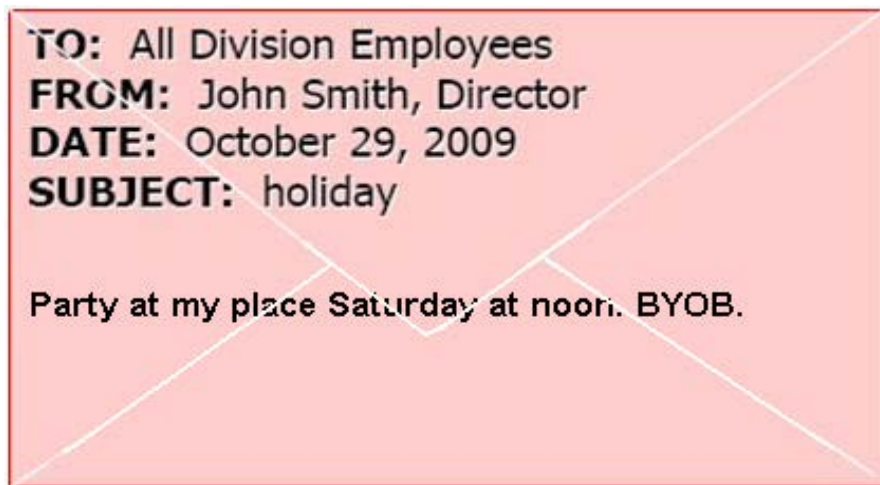 TO: All Division Employees
FROM: John Smith, Director
DATE: October 29, 2009
SUBJECT: holiday
Party at my place Saturday at noon. BYOB.